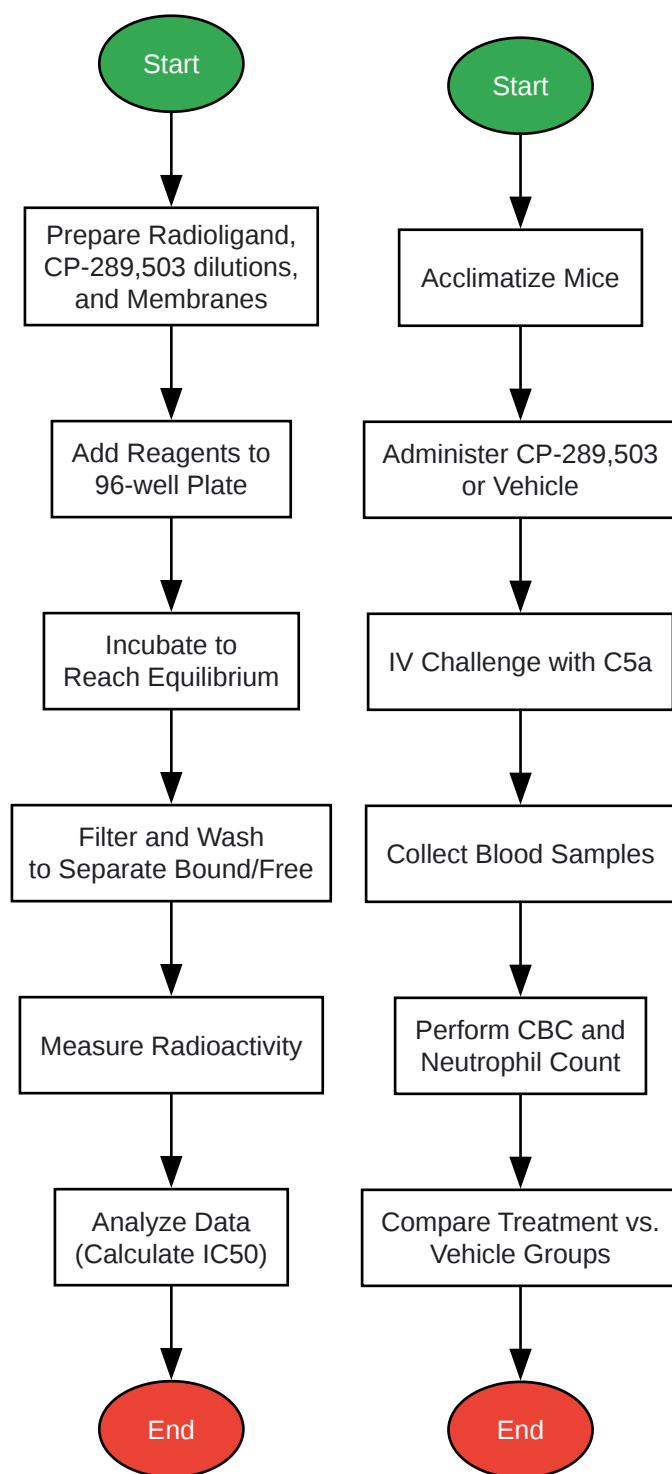 Start
Prepare Radioligand,
CP-289,503 dilutions,
and Membranes
Add Reagents to
96-well Plate
Incubate to
Reach Equilibrium
Filter and Wash
to Separate Bound/Free
Measure Radioactivity
Analyze Data
(Calculate IC50)
End
Start
Acclimatize Mice
Administer CP-289,503
or Vehicle
IV Challenge with C5a
Collect Blood Samples
Perform CBC and
Neutrophil Count
Compare Treatment vs.
Vehicle Groups
End